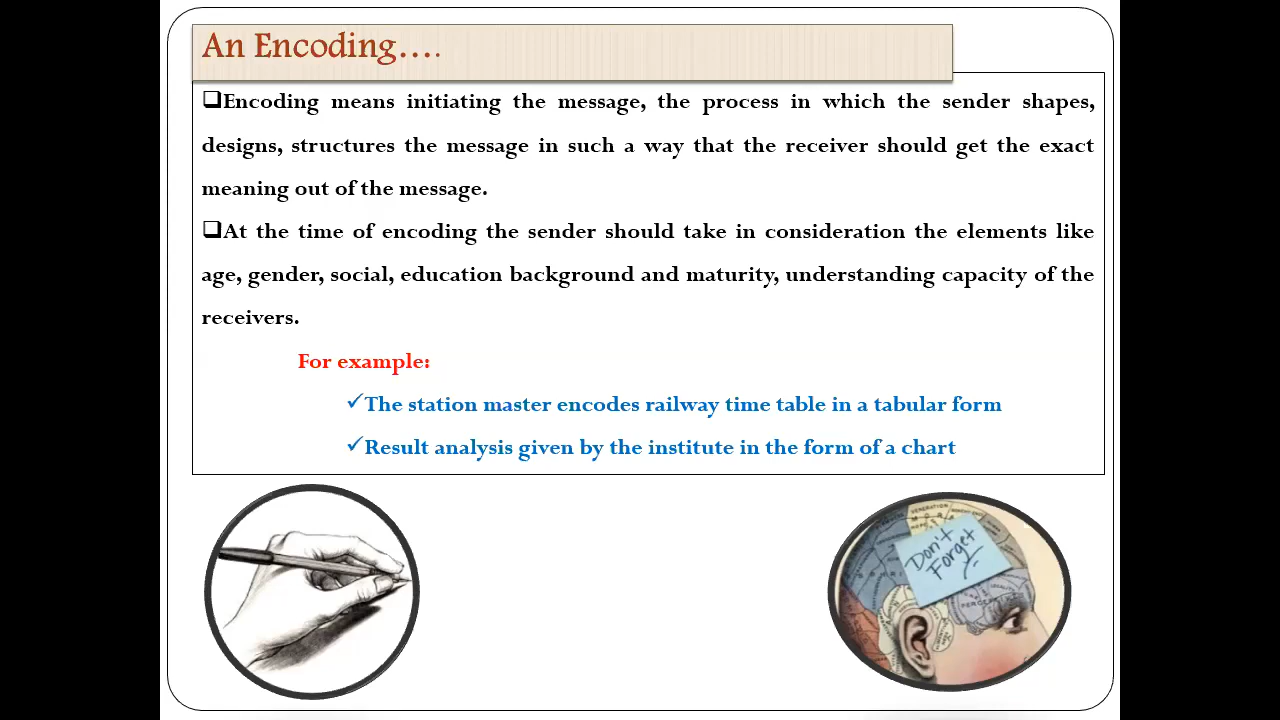 An Encoding....
❑Encoding means initiating the message, the process in which the sender shapes,
designs, structures the message in such a way that the receiver should get the exact
meaning out of the message.
❑At the time of encoding the sender should take in consideration the elements like
age, gender, social, education background and maturity, understanding capacity of the
receivers.
For example:
✓The station master encodes railway time table in a tabular form
✓Result analysis given by the institute in the form of a chart
VENERATION
Don't
Forget